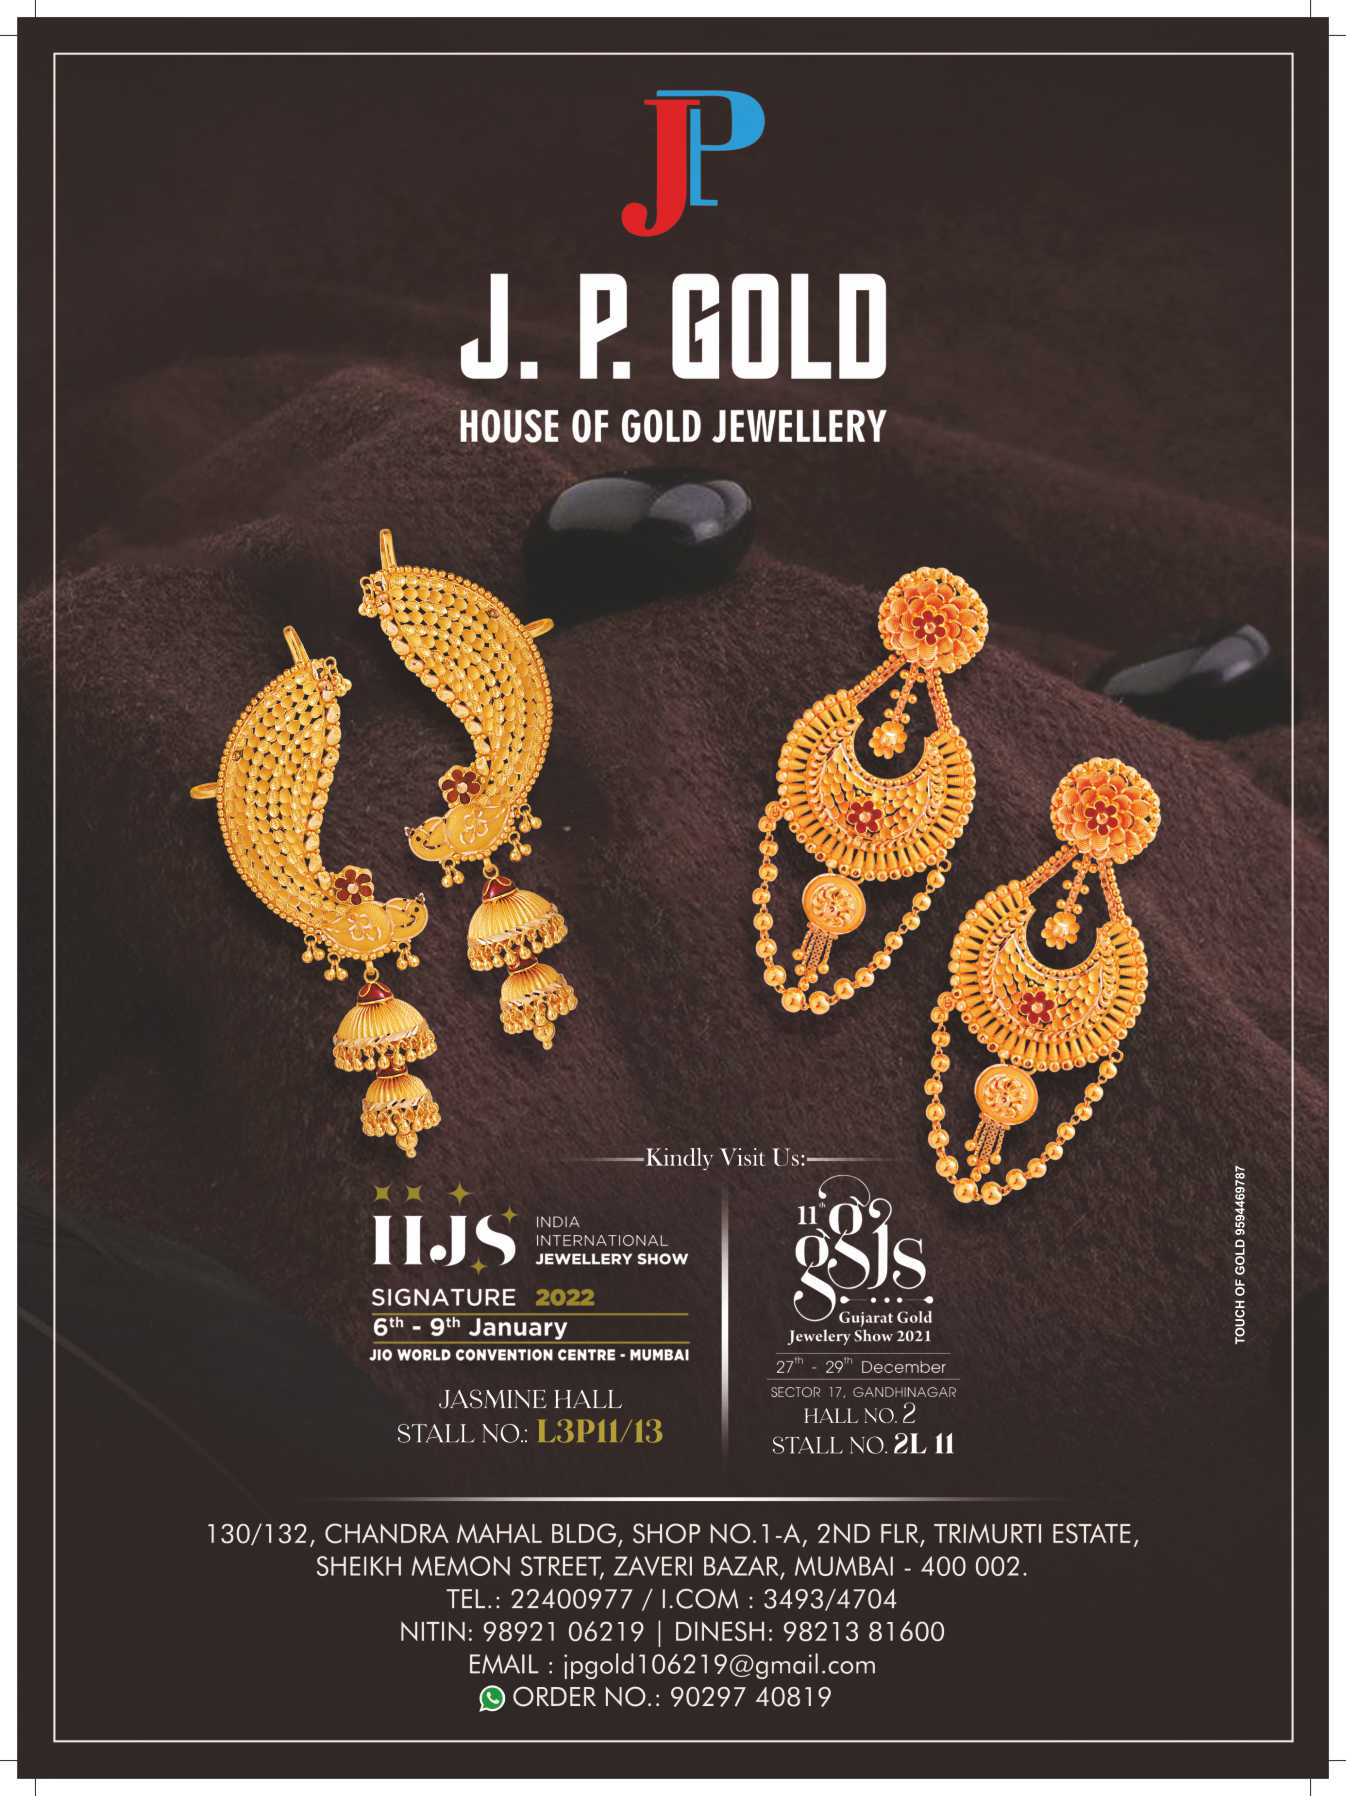 JP
J. P. GOLD
HOUSE OF GOLD JEWELLERY
Kindly Visit Us:
IIJS
INDIA
INTERNATIONAL
JEWELLERY SHOW
SIGNATURE 2022
6th - 9th January
JIO WORLD CONVENTION CENTRE - MUMBAI
JASMINE HALL
STALL NO.: L3P11/13
11th
gjs
Gujarat Gold
Jewelery Show 2021
27th - 29th December
SECTOR 17, GANDHINAGAR
HALL NO. 2
STALL NO. 2L 11
TOUCH OF GOLD 9594469787
130/132, CHANDRA MAHAL BLDG, SHOP NO.1-A, 2ND FLR, TRIMURTI ESTATE,
SHEIKH MEMON STREET, ZAVERI BAZAR, MUMBAI - 400 002.
TEL.: 22400977 / I.COM : 3493/4704
NITIN: 98921 06219 | DINESH: 98213 81600
EMAIL : jpgold106219@gmail.com
ORDER NO.: 90297 40819